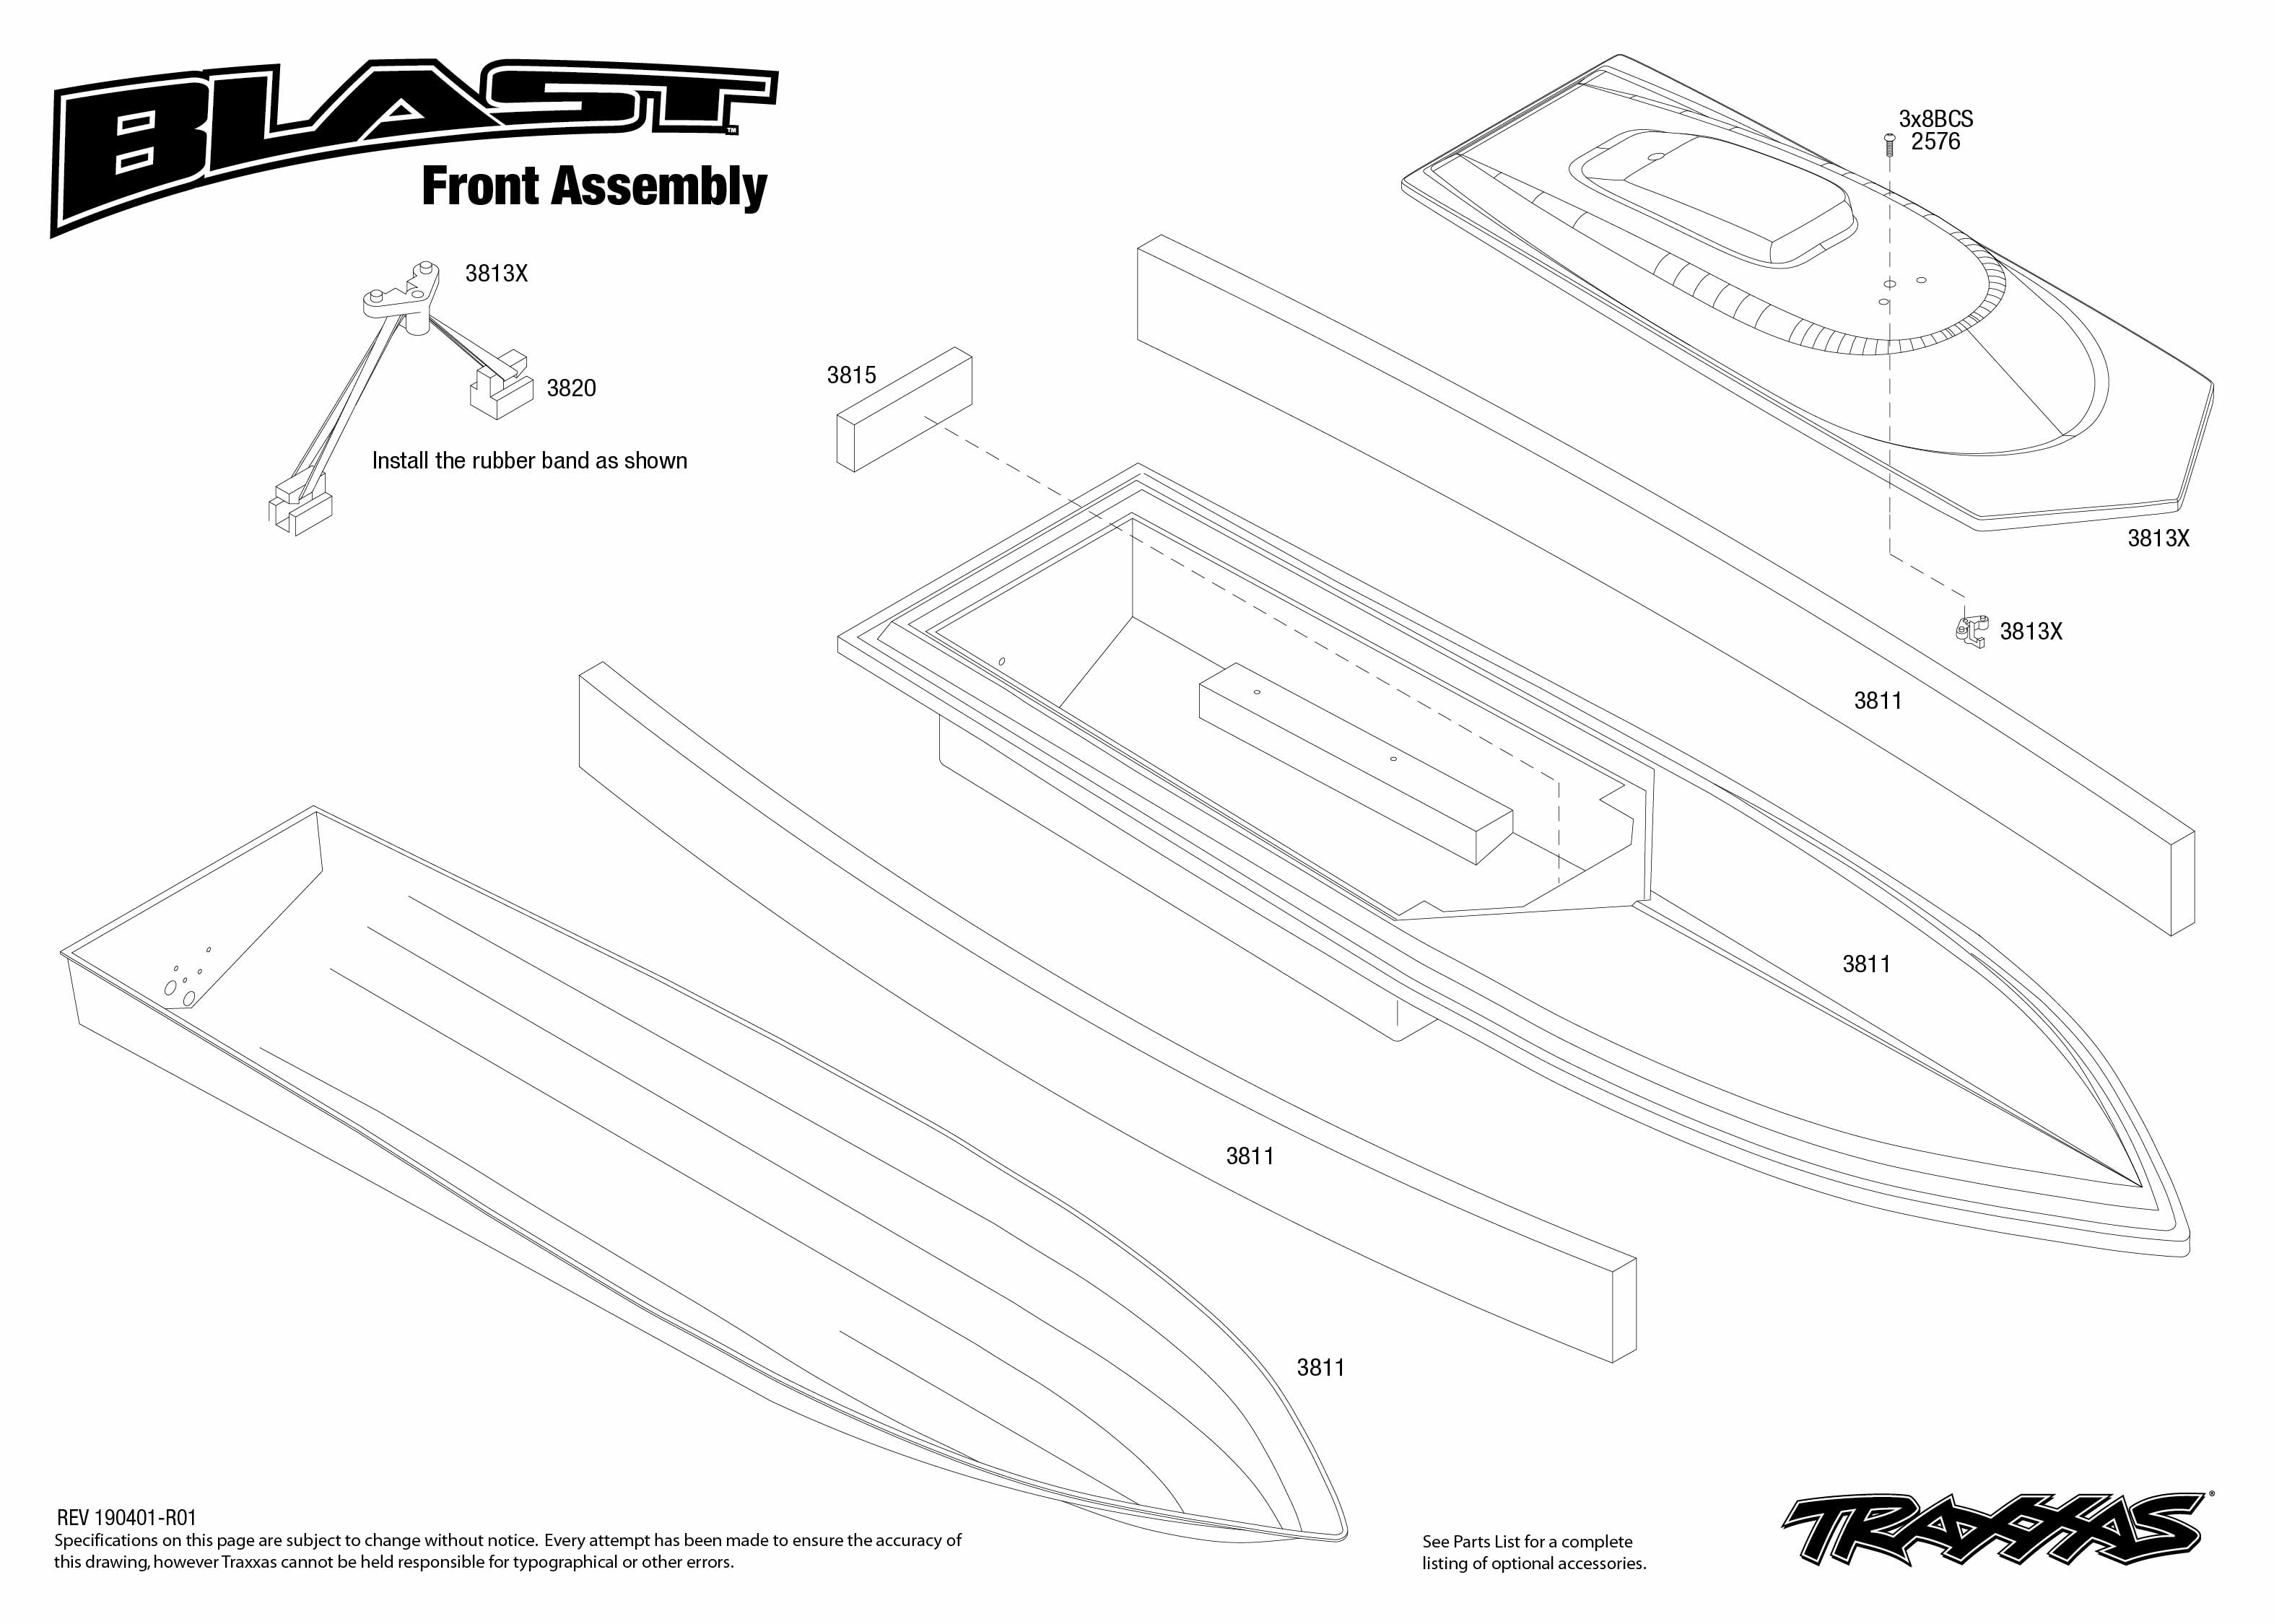 BLAST™
Front Assembly
3x8BCS
2576
3813X
3815
3820
Install the rubber band as shown
3813X
3813X
3811
3811
3811
3811
REV 190401-R01
Specifications on this page are subject to change without notice. Every attempt has been made to ensure the accuracy of
this drawing, however Traxxas cannot be held responsible for typographical or other errors.
See Parts List for a complete
listing of optional accessories.
TRAXXAS®